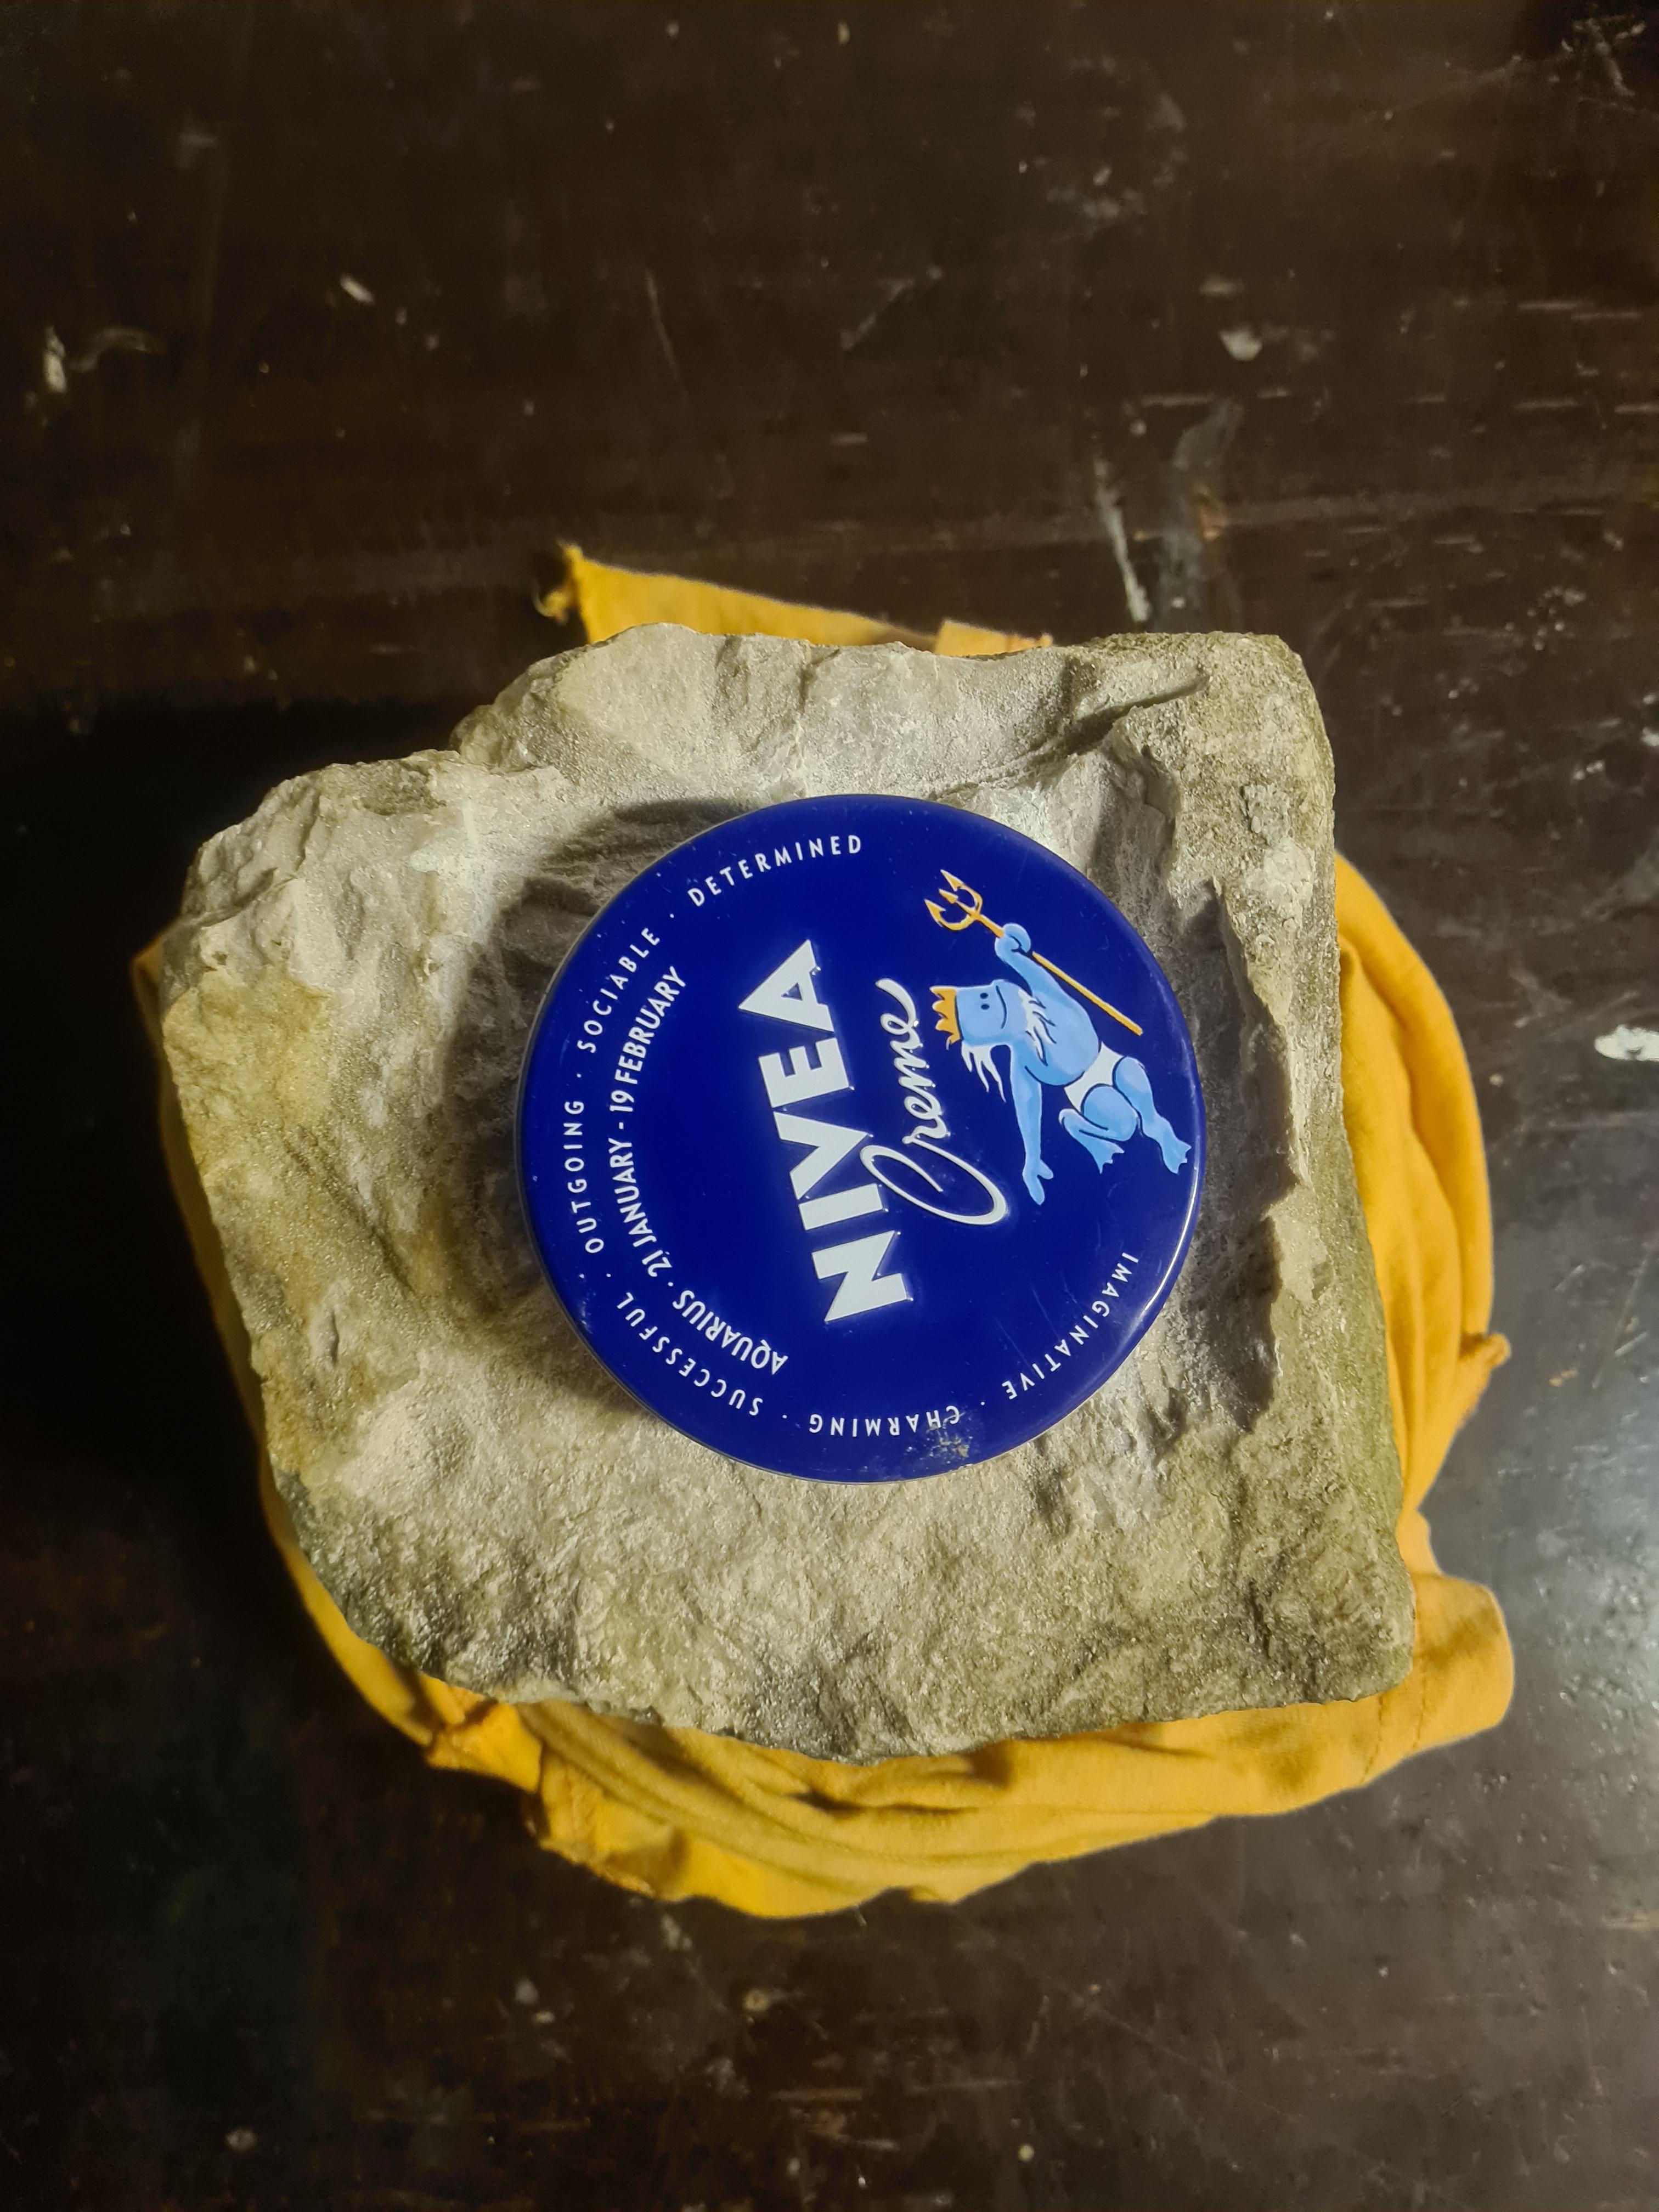 NIVEA
Creme
AQUARIUS · 21 JANUARY - 19 FEBRUARY
IMAGINATIVE · CHARMING · SUCCESSFUL · OUTGOING · SOCIABLE · DETERMINED